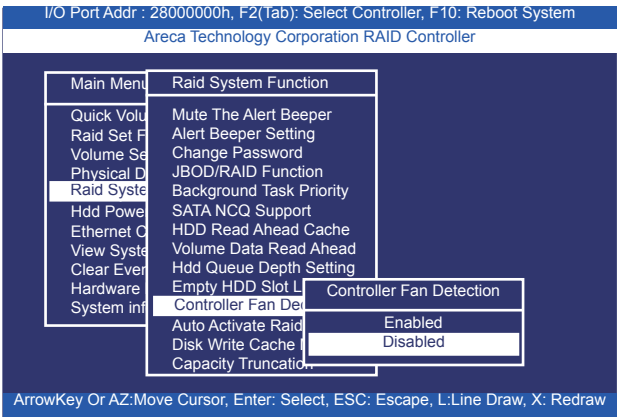 I/O Port Addr : 28000000h, F2(Tab): Select Controller, F10: Reboot System
Areca Technology Corporation RAID Controller
Main Menu
Quick Volu
Raid Set F
Volume Se
Physical D
Raid Syste
Hdd Powe
Ethernet C
View Syste
Clear Even
Hardware
System inf
Raid System Function
Mute The Alert Beeper
Alert Beeper Setting
Change Password
JBOD/RAID Function
Background Task Priority
SATA NCQ Support
HDD Read Ahead Cache
Volume Data Read Ahead
Hdd Queue Depth Setting
Empty HDD Slot L
Controller Fan De
Auto Activate Raid
Disk Write Cache
Capacity Truncation
Controller Fan Detection
Enabled
Disabled
ArrowKey Or AZ:Move Cursor, Enter: Select, ESC: Escape, L:Line Draw, X: Redraw